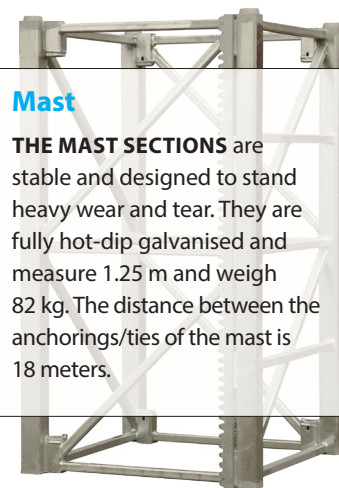 Mast
THE MAST SECTIONS are
stable and designed to stand
heavy wear and tear. They are
fully hot-dip galvanised and
measure 1.25 m and weigh
82 kg. The distance between the
anchorings/ties of the mast is
18 meters.